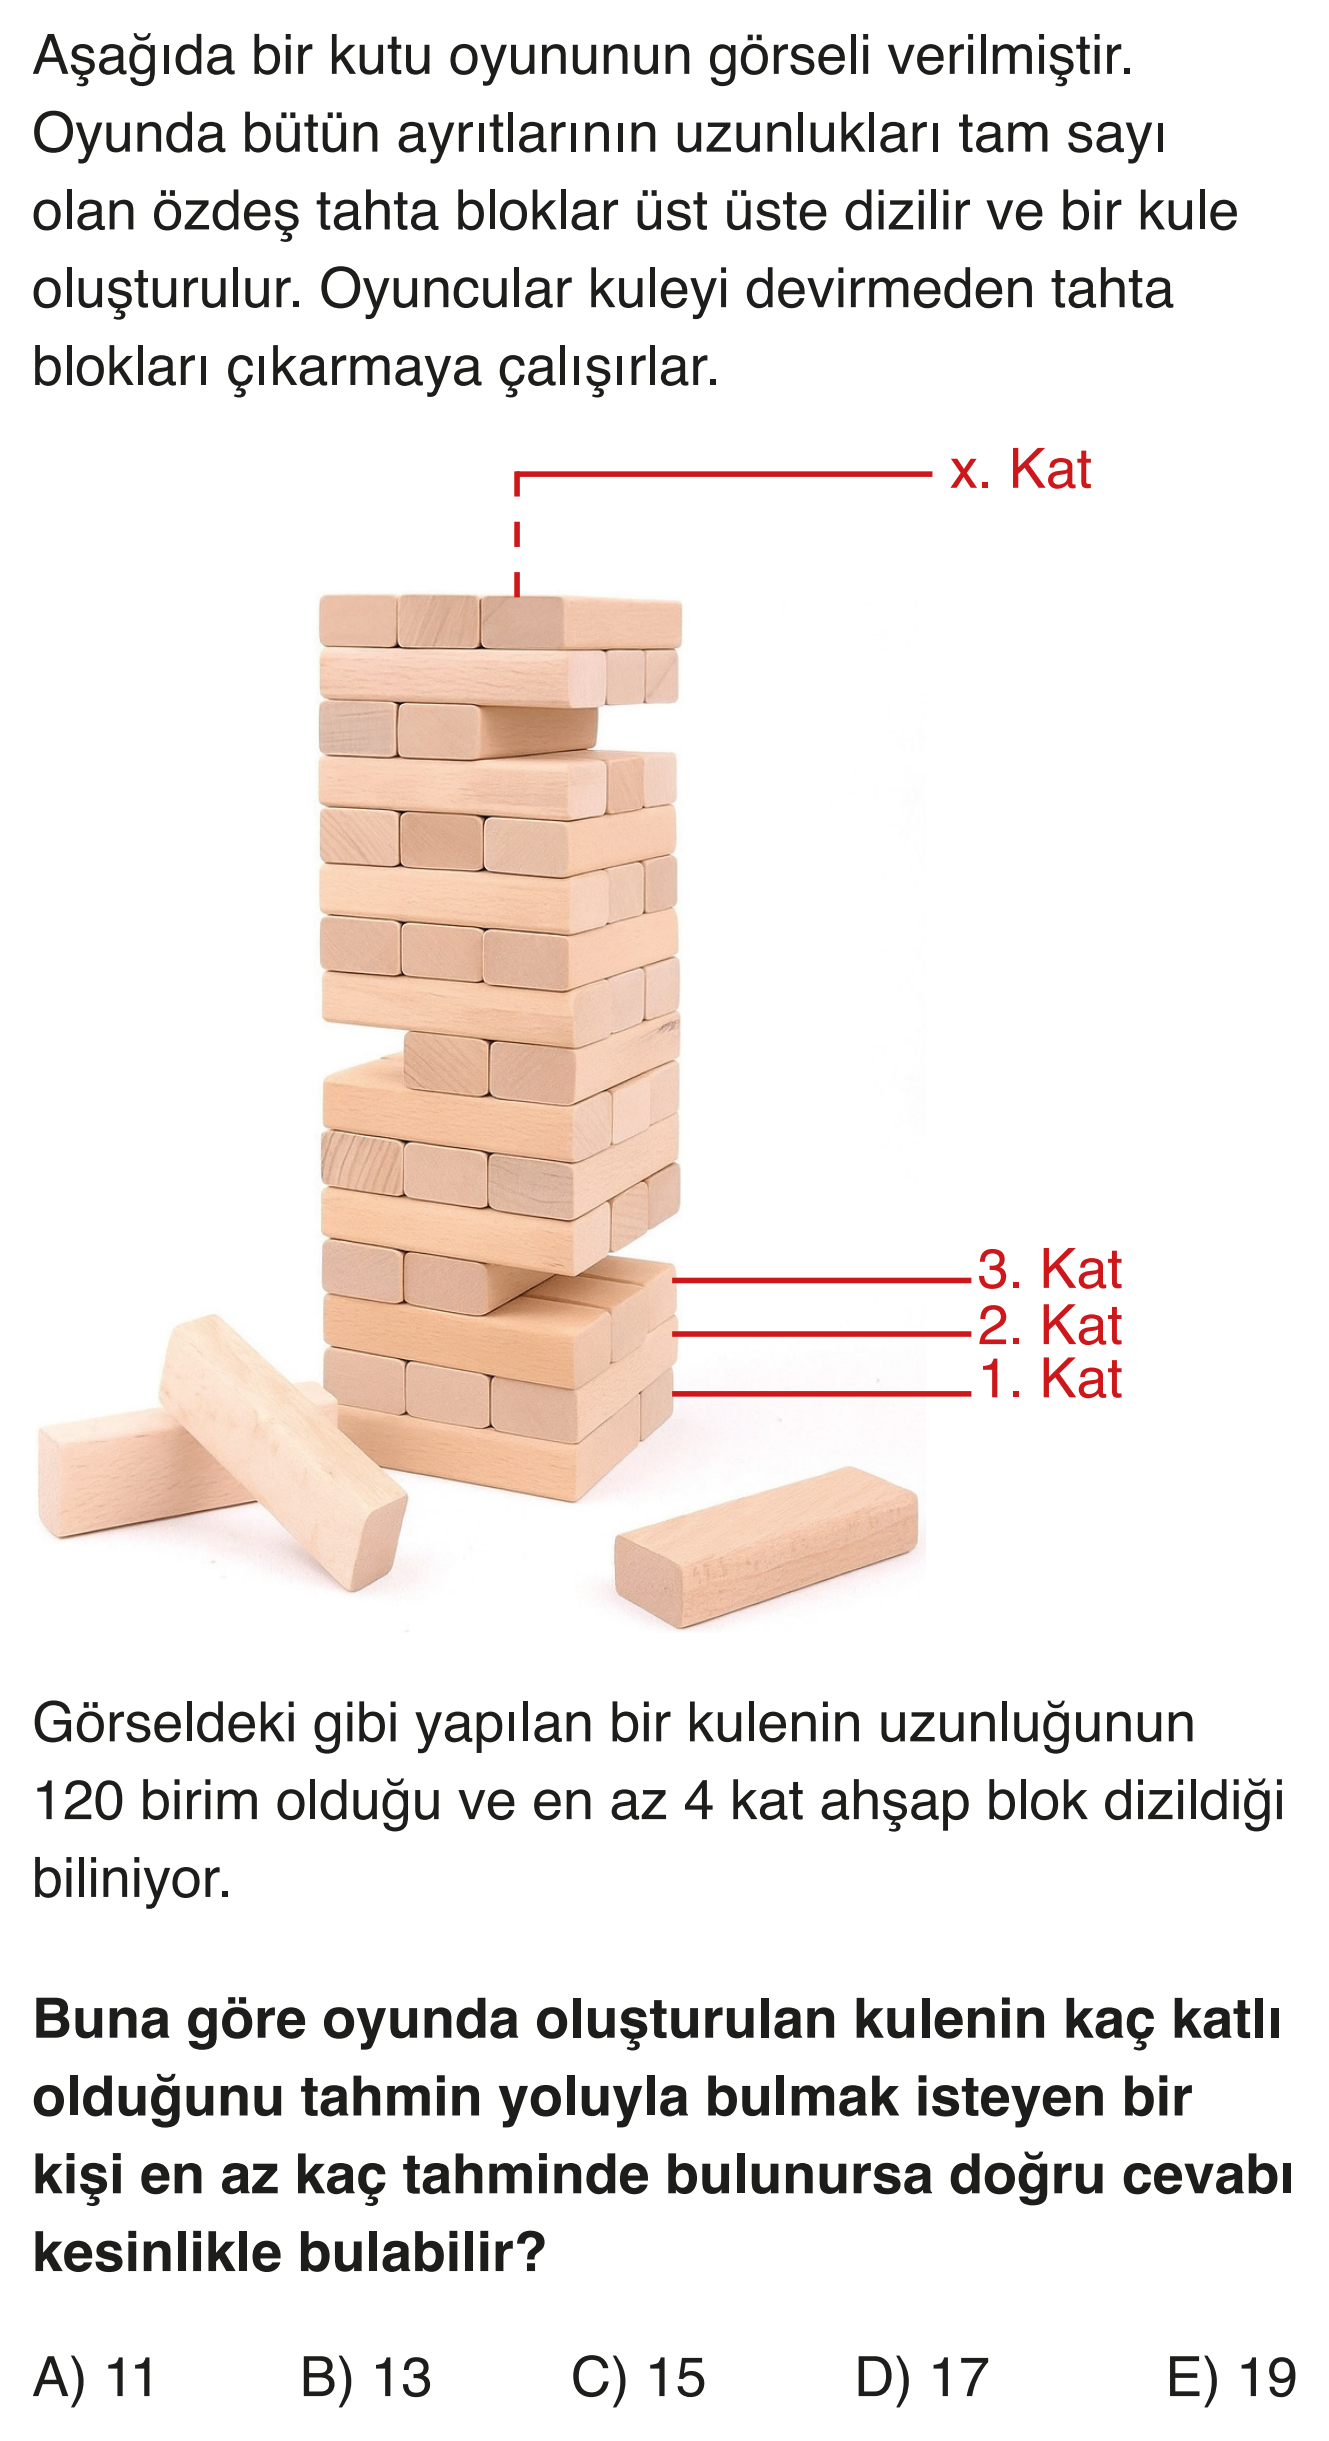 Aşağıda bir kutu oyununun görseli verilmiştir.
Oyunda bütün ayrıtlarının uzunlukları tam sayı
olan özdeş tahta bloklar üst üste dizilir ve bir kule
oluşturulur. Oyuncular kuleyi devirmeden tahta
blokları çıkarmaya çalışırlar.
x. Kat
3. Kat
2. Kat
1. Kat
Görseldeki gibi yapılan bir kulenin uzunluğunun
120 birim olduğu ve en az 4 kat ahşap blok dizildiği
biliniyor.
Buna göre oyunda oluşturulan kulenin kaç katlı
olduğunu tahmin yoluyla bulmak isteyen bir
kişi en az kaç tahminde bulunursa doğru cevabı
kesinlikle bulabilir?
A) 11 B) 13 C) 15 D) 17 E) 19